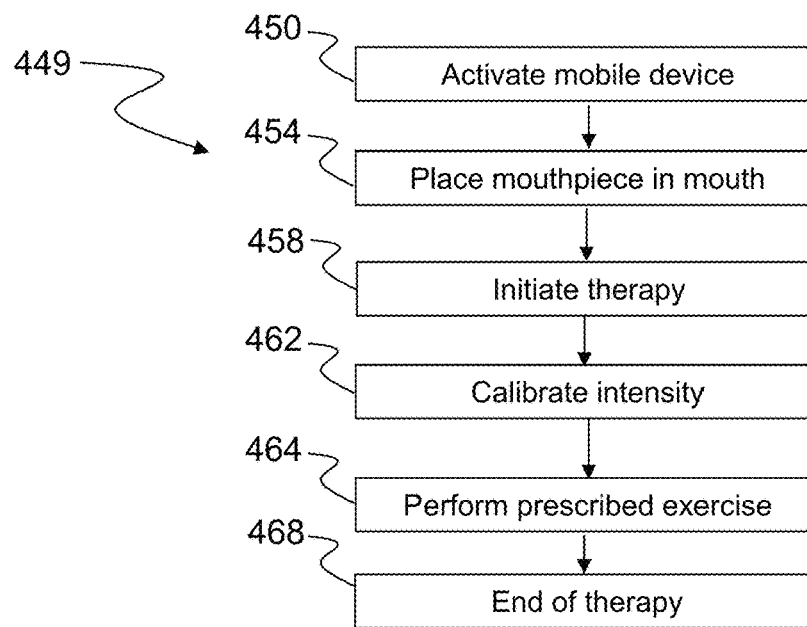 450
Activate mobile device
449
454
Place mouthpiece in mouth
458
Initiate therapy
462
Calibrate intensity
464
Perform prescribed exercise
468
End of therapy